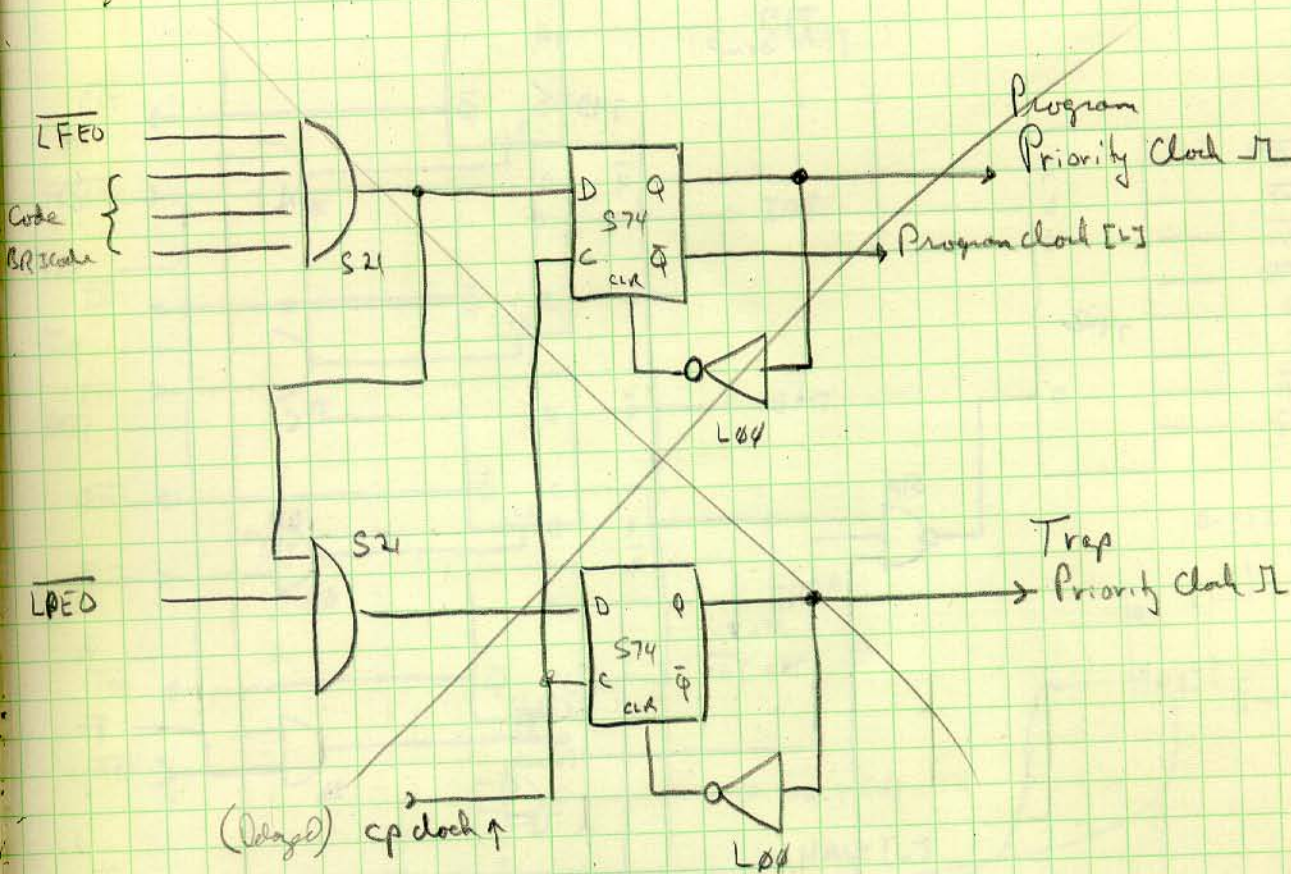 LFEO
Code
S21
D Q
S74
C Q̄
CLR
Program
Priority Clock
Program clock [L]
L04
S21
LPEO
D Q
S74
C Q̄
CLR
Trap
Priority Clock
cp clock ↑
L04